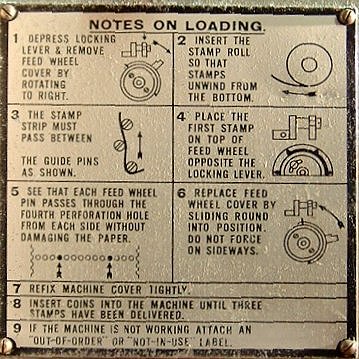 NOTES ON LOADING.
1 DEPRESS LOCKING
LEVER & REMOVE
FEED WHEEL
COVER BY
ROTATING
TO RIGHT.
2 INSERT THE
STAMP ROLL
SO THAT
STAMPS
UNWIND FROM
THE BOTTOM.
3 THE STAMP
STRIP MUST
PASS BETWEEN
THE GUIDE PINS
AS SHOWN.
4 PLACE THE
FIRST STAMP
ON TOP OF
FEED WHEEL
OPPOSITE THE
LOCKING LEVER.
5 SEE THAT EACH FEED WHEEL
PIN PASSES THROUGH THE
FOURTH PERFORATION HOLE
FROM EACH SIDE WITHOUT
DAMAGING THE PAPER.
6 REPLACE FEED
WHEEL COVER BY
SLIDING ROUND
INTO POSITION.
DO NOT FORCE
ON SIDEWAYS.
7 REFIX MACHINE COVER TIGHTLY.
8 INSERT COINS INTO THE MACHINE UNTIL THREE
STAMPS HAVE BEEN DELIVERED.
9 IF THE MACHINE IS NOT WORKING ATTACH AN
"OUT-OF-ORDER" OR "NOT-IN-USE" LABEL.